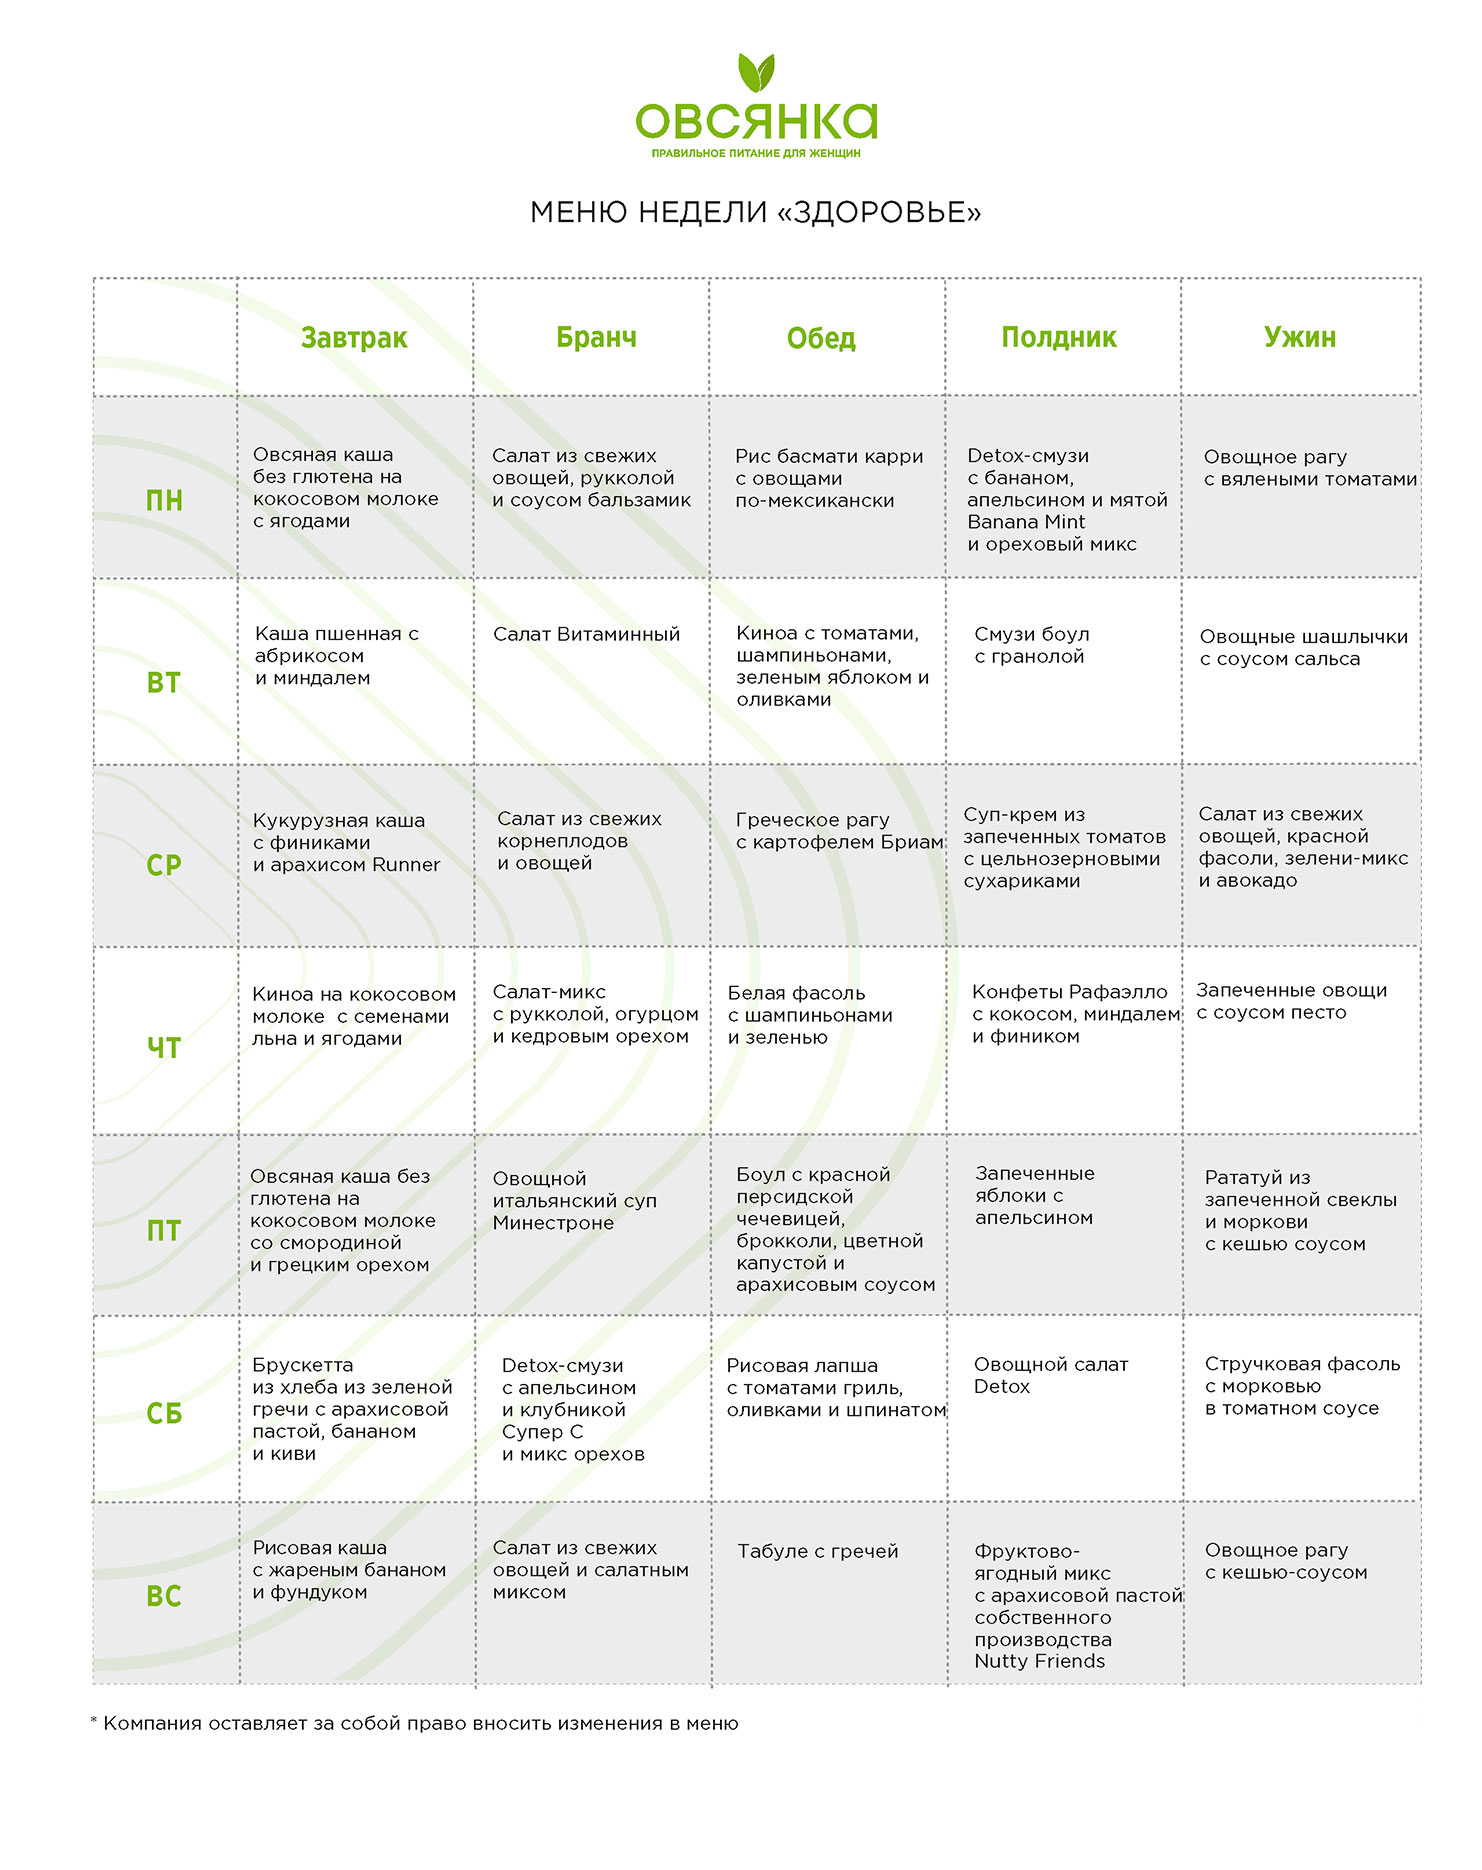 ОВСЯНКА
ПРАВИЛЬНОЕ ПИТАНИЕ ДЛЯ ЖЕНЩИН
МЕНЮ НЕДЕЛИ «ЗДОРОВЬЕ»
Завтрак
Бранч
Обед
Полдник
Ужин
ПН
Овсяная каша
без глютена на
кокосовом молоке
с ягодами
Салат из свежих
овощей, рукколой
и соусом бальзамик
Рис басмати карри
с овощами
по-мексикански
Detox-смузи
с бананом,
апельсином и мятой
Banana Mint
и ореховый микс
Овощное рагу
с вялеными томатами
ВТ
Каша пшенная с
абрикосом
и миндалем
Салат Витаминный
Киноа с томатами,
шампиньонами,
зеленым яблоком и
оливками
Смузи боул
с гранолой
Овощные шашлычки
с соусом сальса
СР
Кукурузная каша
с финиками
и арахисом Runner
Салат из свежих
корнеплодов
и овощей
Греческое рагу
с картофелем Бриам
Суп-крем из
запеченных томатов
с цельнозерновыми
сухариками
Салат из свежих
овощей, красной
фасоли, зелени-микс
и авокадо
ЧТ
Киноа на кокосовом
молоке  с семенами
льна и ягодами
Салат-микс
с рукколой, огурцом
и кедровым орехом
Белая фасоль
с шампиньонами
и зеленью
Конфеты Рафаэлло
с кокосом, миндалем
и фиником
Запеченные овощи
с соусом песто
ПТ
Овсяная каша без
глютена на
кокосовом молоке
со смородиной
и грецким орехом
Овощной
итальянский суп
Минестроне
Боул с красной
персидской
чечевицей,
брокколи, цветной
капустой и
арахисовым соусом
Запеченные
яблоки с
апельсином
Рататуй из
запеченной свеклы
и моркови
с кешью соусом
СБ
Брускетта
из хлеба из зеленой
гречи с арахисовой
пастой, бананом
и киви
Detox-смузи
с апельсином
и клубникой
Супер С
и микс орехов
Рисовая лапша
с томатами гриль,
оливками и шпинатом
Овощной салат
Detox
Стручковая фасоль
с морковью
в томатном соусе
ВС
Рисовая каша
с жареным бананом
и фундуком
Салат из свежих
овощей и салатным
миксом
Табуле с гречей
Фруктово-
ягодный микс
с арахисовой пастой
собственного
производства
Nutty Friends
Овощное рагу
с кешью-соусом
* Компания оставляет за собой право вносить изменения в меню